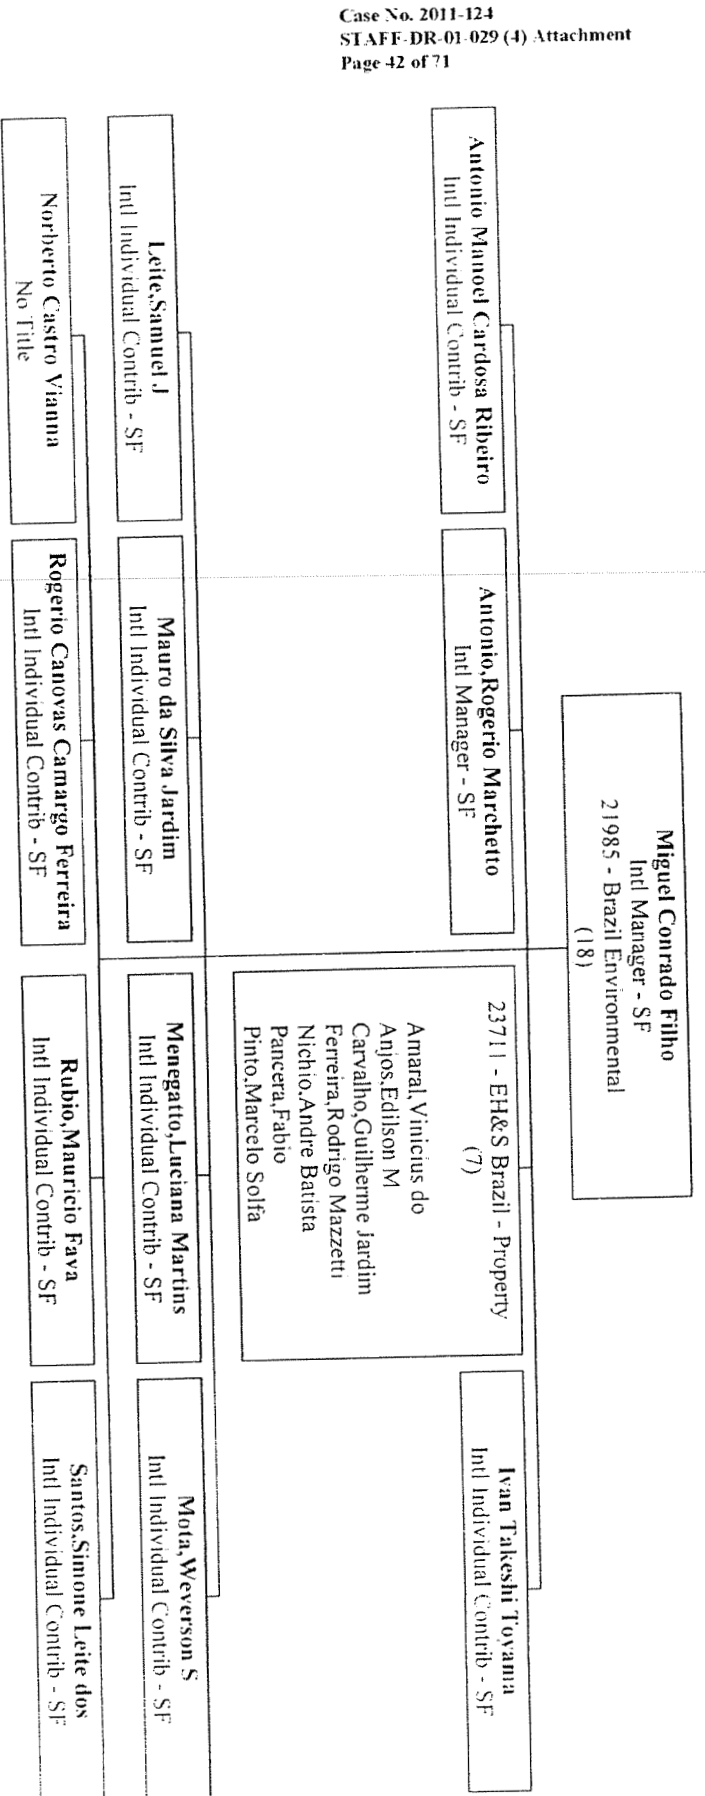 Case No. 2011-124
STAFF-DR-01-029 (4) Attachment
Page 42 of 71
Miguel Conrado Filho
Intl Manager - SF
21985 - Brazil Environmental
(18)
Antonio Manoel Cardosa Ribeiro
Intl Individual Contrib - SF
Antonio,Rogerio Marchetto
Intl Manager - SF
23711 - EH&S Brazil - Property
(7)
Amaral,Vinicius do
Anjos,Edilson M
Carvalho,Guilherme Jardim
Ferreira,Rodrigo Mazzetti
Nichio,Andre Batista
Pancera,Fabio
Pinto,Marcelo Solfa
Ivan Takeshi Toyama
Intl Individual Contrib - SF
Leite,Samuel J
Intl Individual Contrib - SF
Mauro da Silva Jardim
Intl Individual Contrib - SF
Menegatto,Luciana Martins
Intl Individual Contrib - SF
Mota,Weverson S
Intl Individual Contrib - SF
Norberto Castro Vianna
No Title
Rogerio Canovas Camargo Ferreira
Intl Individual Contrib - SF
Rubio,Mauricio Fava
Intl Individual Contrib - SF
Santos,Simone Leite dos
Intl Individual Contrib - SF